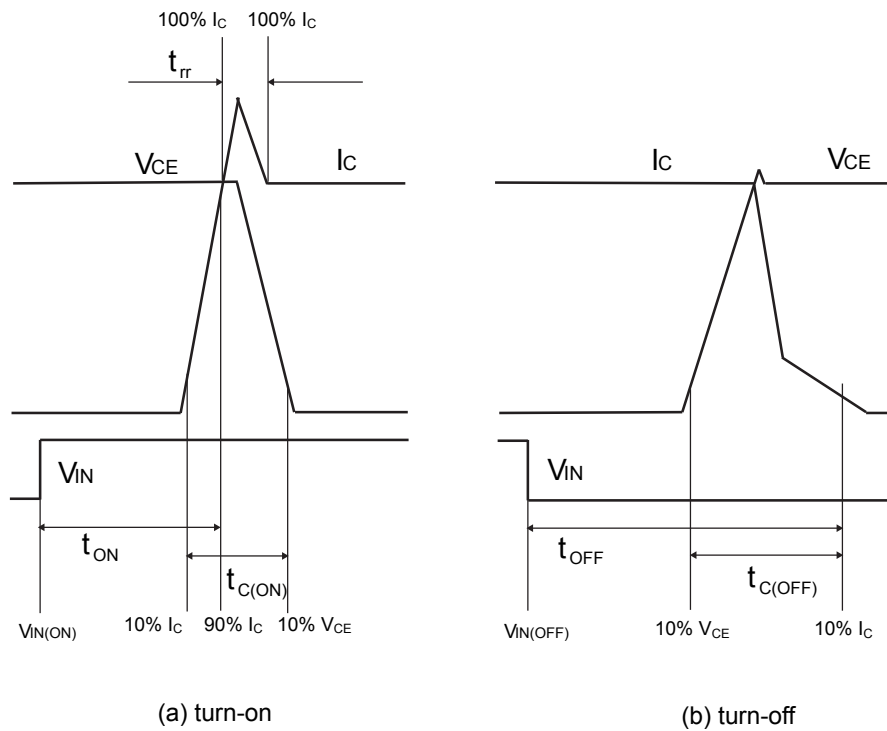 100% IC 100% IC
trr
VCE IC
IC VCE
VIN
VIN
tON
tOFF
tC(ON)
tC(OFF)
VIN(ON) 10% IC 90% IC 10% VCE
VIN(OFF) 10% VCE 10% IC
(a) turn-on
(b) turn-off